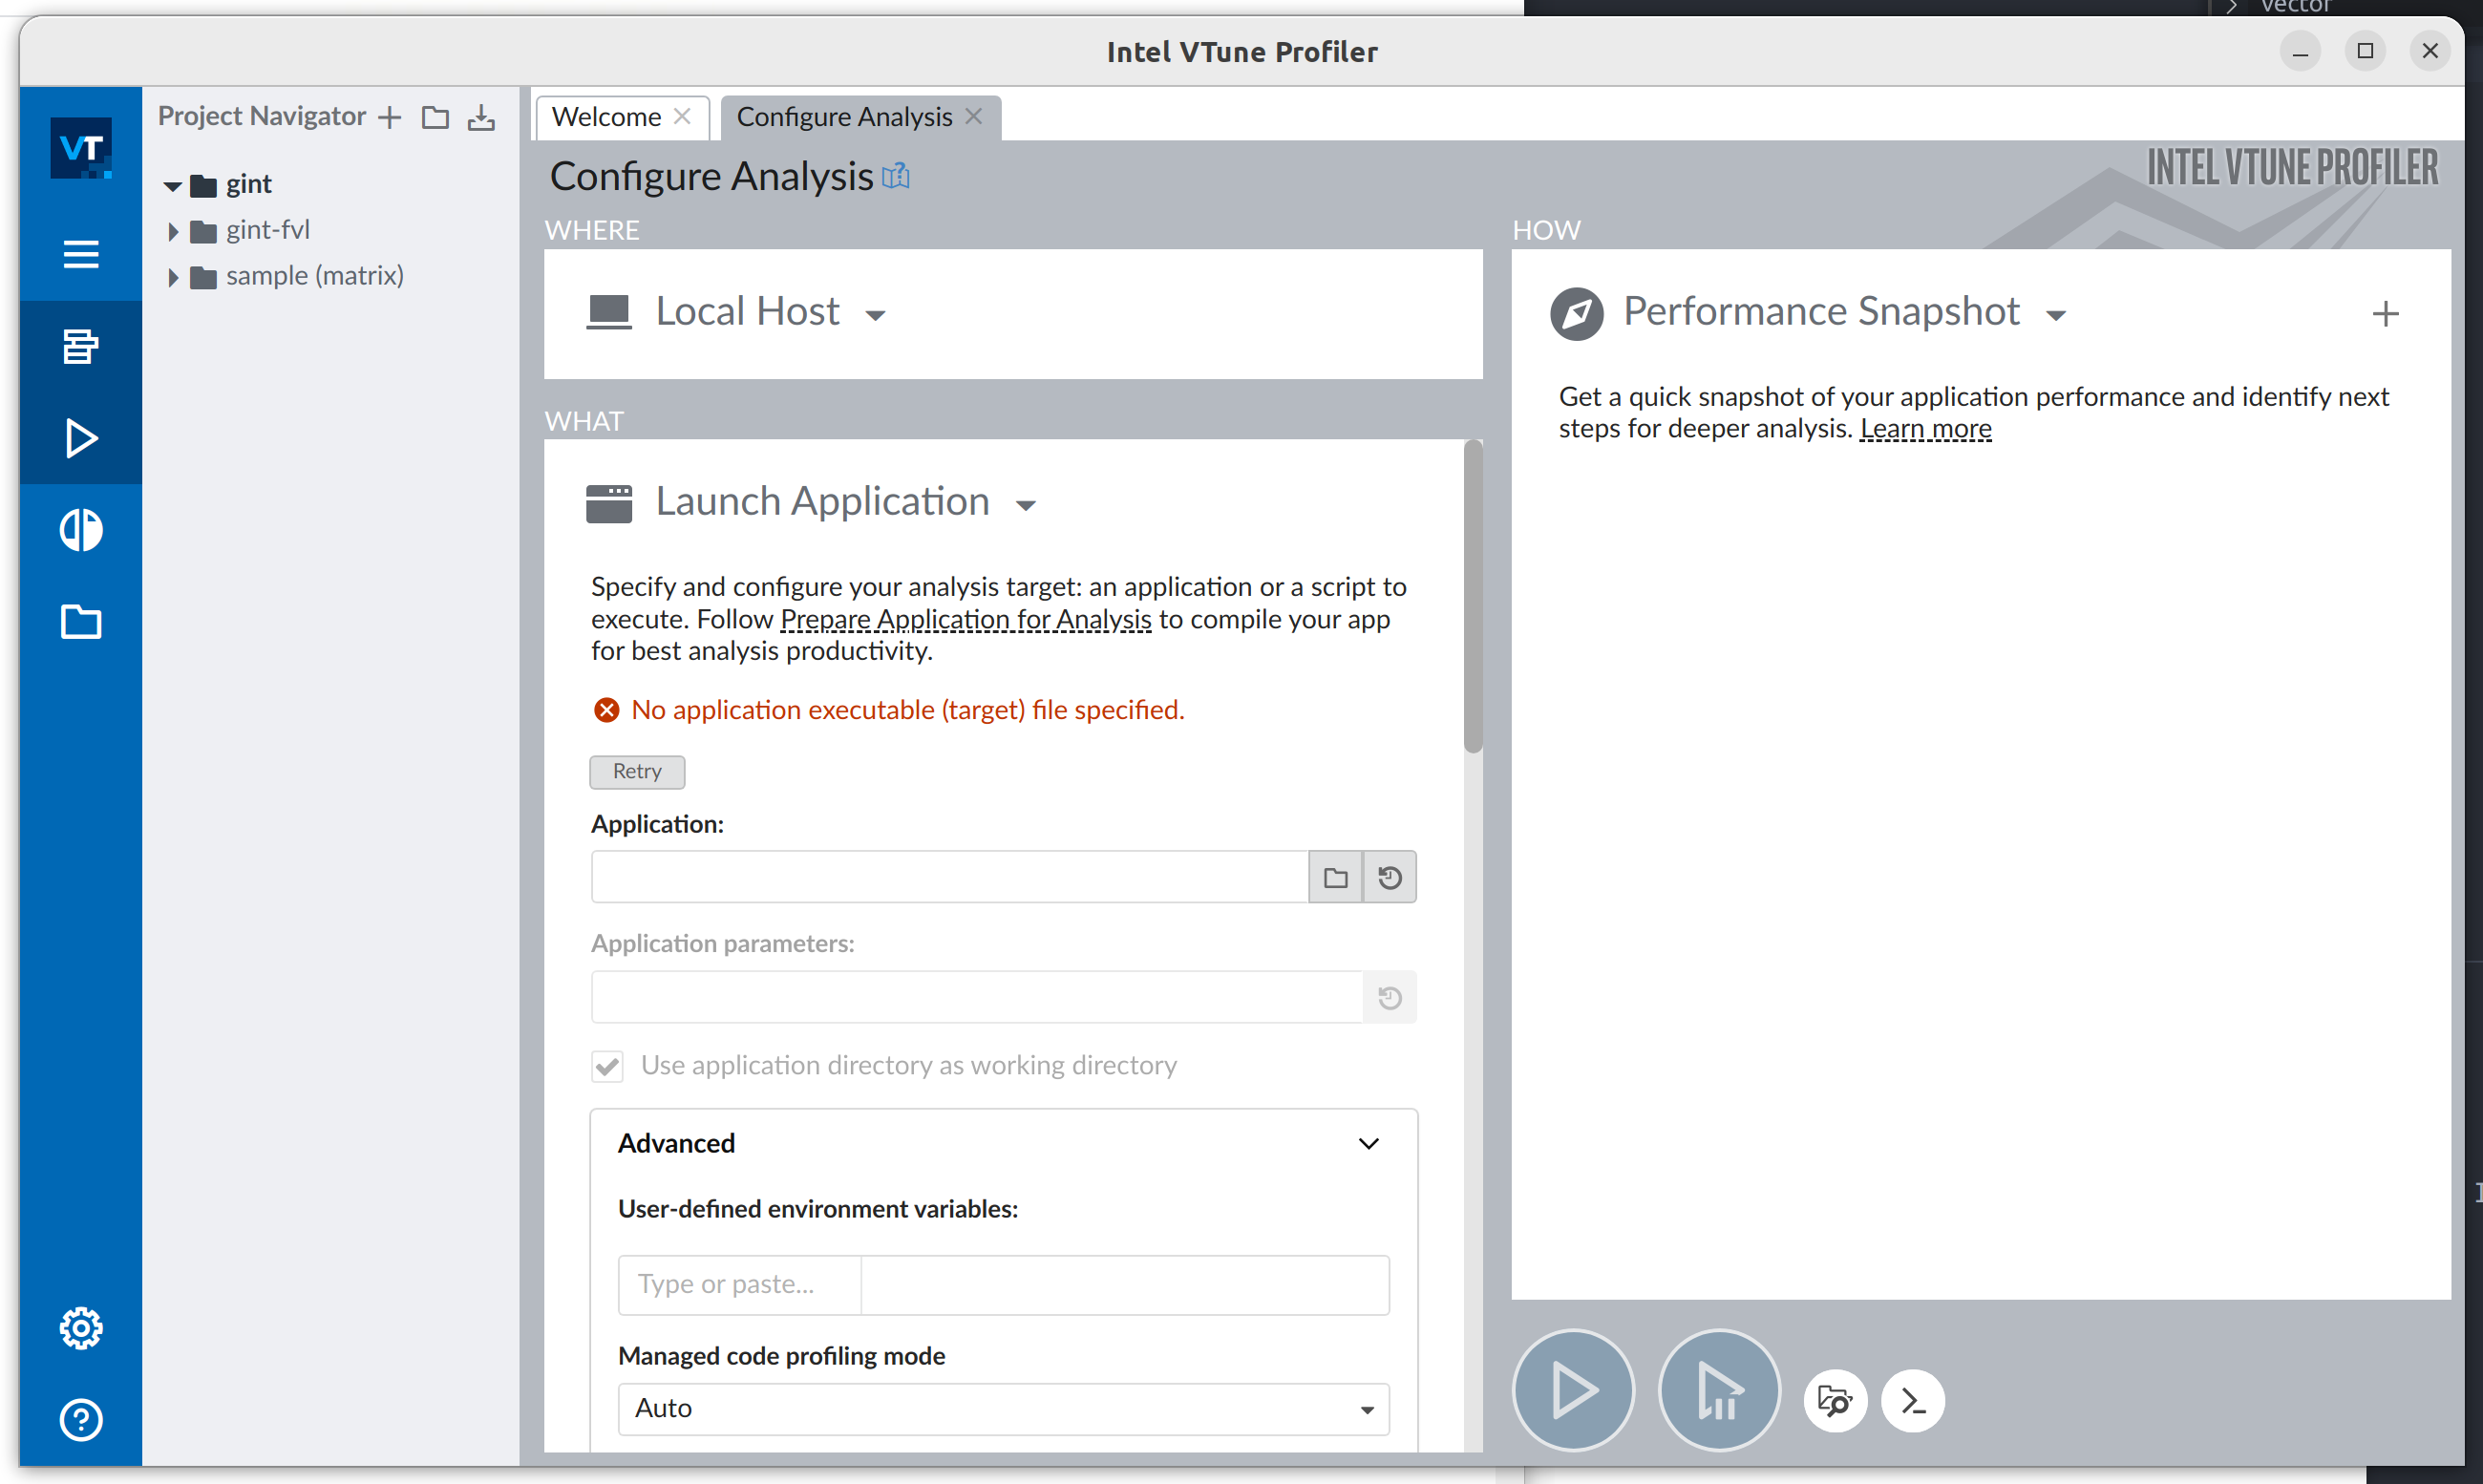 vector
Intel VTune Profiler
VT
Project Navigator
gint
gint-fvl
sample (matrix)
Welcome
Configure Analysis
Configure Analysis
INTEL VTUNE PROFILER
WHERE
Local Host
WHAT
Launch Application
Specify and configure your analysis target: an application or a script to
execute. Follow Prepare Application for Analysis to compile your app
for best analysis productivity.
No application executable (target) file specified.
Retry
Application:
Application parameters:
Use application directory as working directory
Advanced
User-defined environment variables:
Type or paste...
Managed code profiling mode
Auto
HOW
Performance Snapshot
Get a quick snapshot of your application performance and identify next
steps for deeper analysis. Learn more